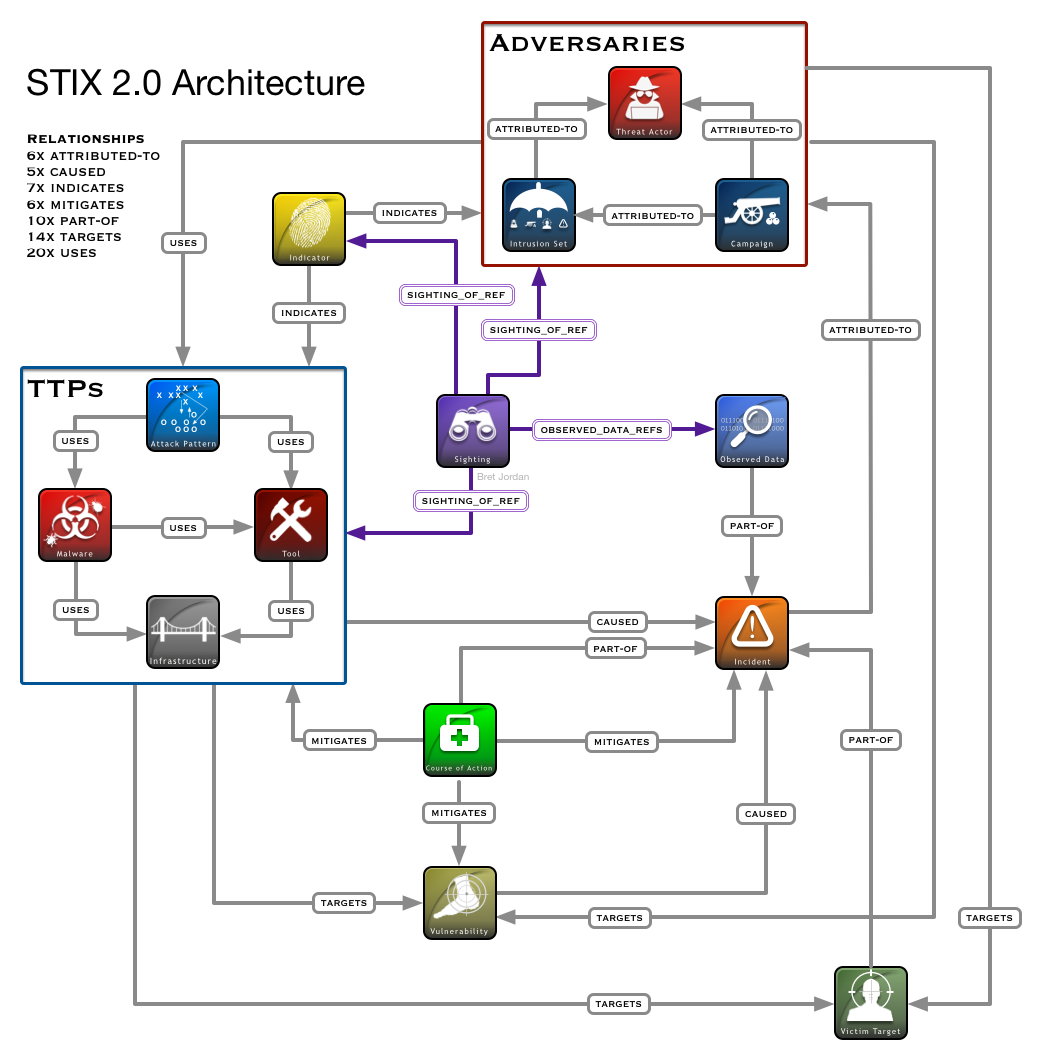 ADVERSARIES
STIX 2.0 Architecture
Threat Actor
ATTRIBUTED-TO
ATTRIBUTED-TO
RELATIONSHIPS
6X ATTRIBUTED-TO
5X CAUSED
7X INDICATES
6X MITIGATES
10X PART-OF
14X TARGETS
20X USES
INDICATES
ATTRIBUTED-TO
USES
Indicator
Intrusion Set
Campaign
SIGHTING_OF_REF
INDICATES
SIGHTING_OF_REF
ATTRIBUTED-TO
TTPs
X X X X
X X X X
X
O O
O O O O
O O O
Attack Pattern
USES
USES
OBSERVED_DATA_REFS
Sighting
Observed Data
Bret Jordan
SIGHTING_OF_REF
USES
PART-OF
Malware
Tool
USES
USES
CAUSED
PART-OF
Infrastructure
Incident
MITIGATES
MITIGATES
PART-OF
Course of Action
MITIGATES
CAUSED
TARGETS
TARGETS
TARGETS
Vulnerability
TARGETS
Victim Target